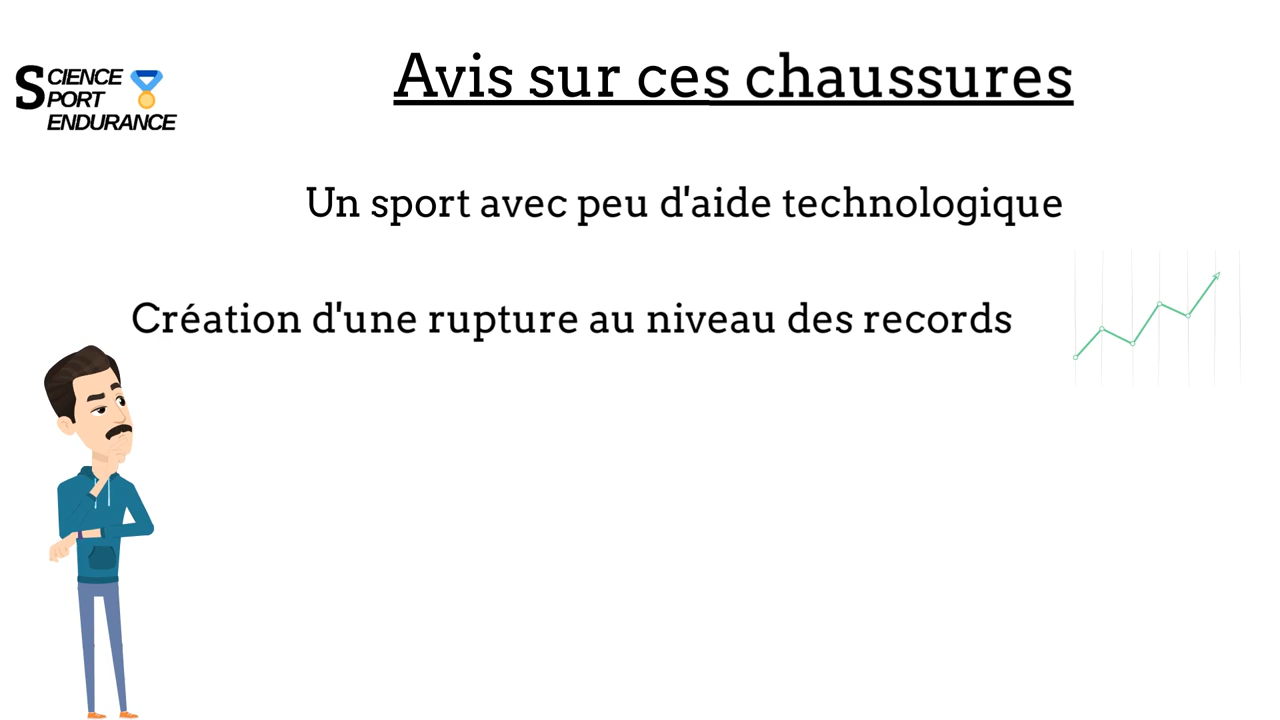 SCIENCE
SPORT
ENDURANCE
Avis sur ces chaussures
Un sport avec peu d'aide technologique
Création d'une rupture au niveau des records